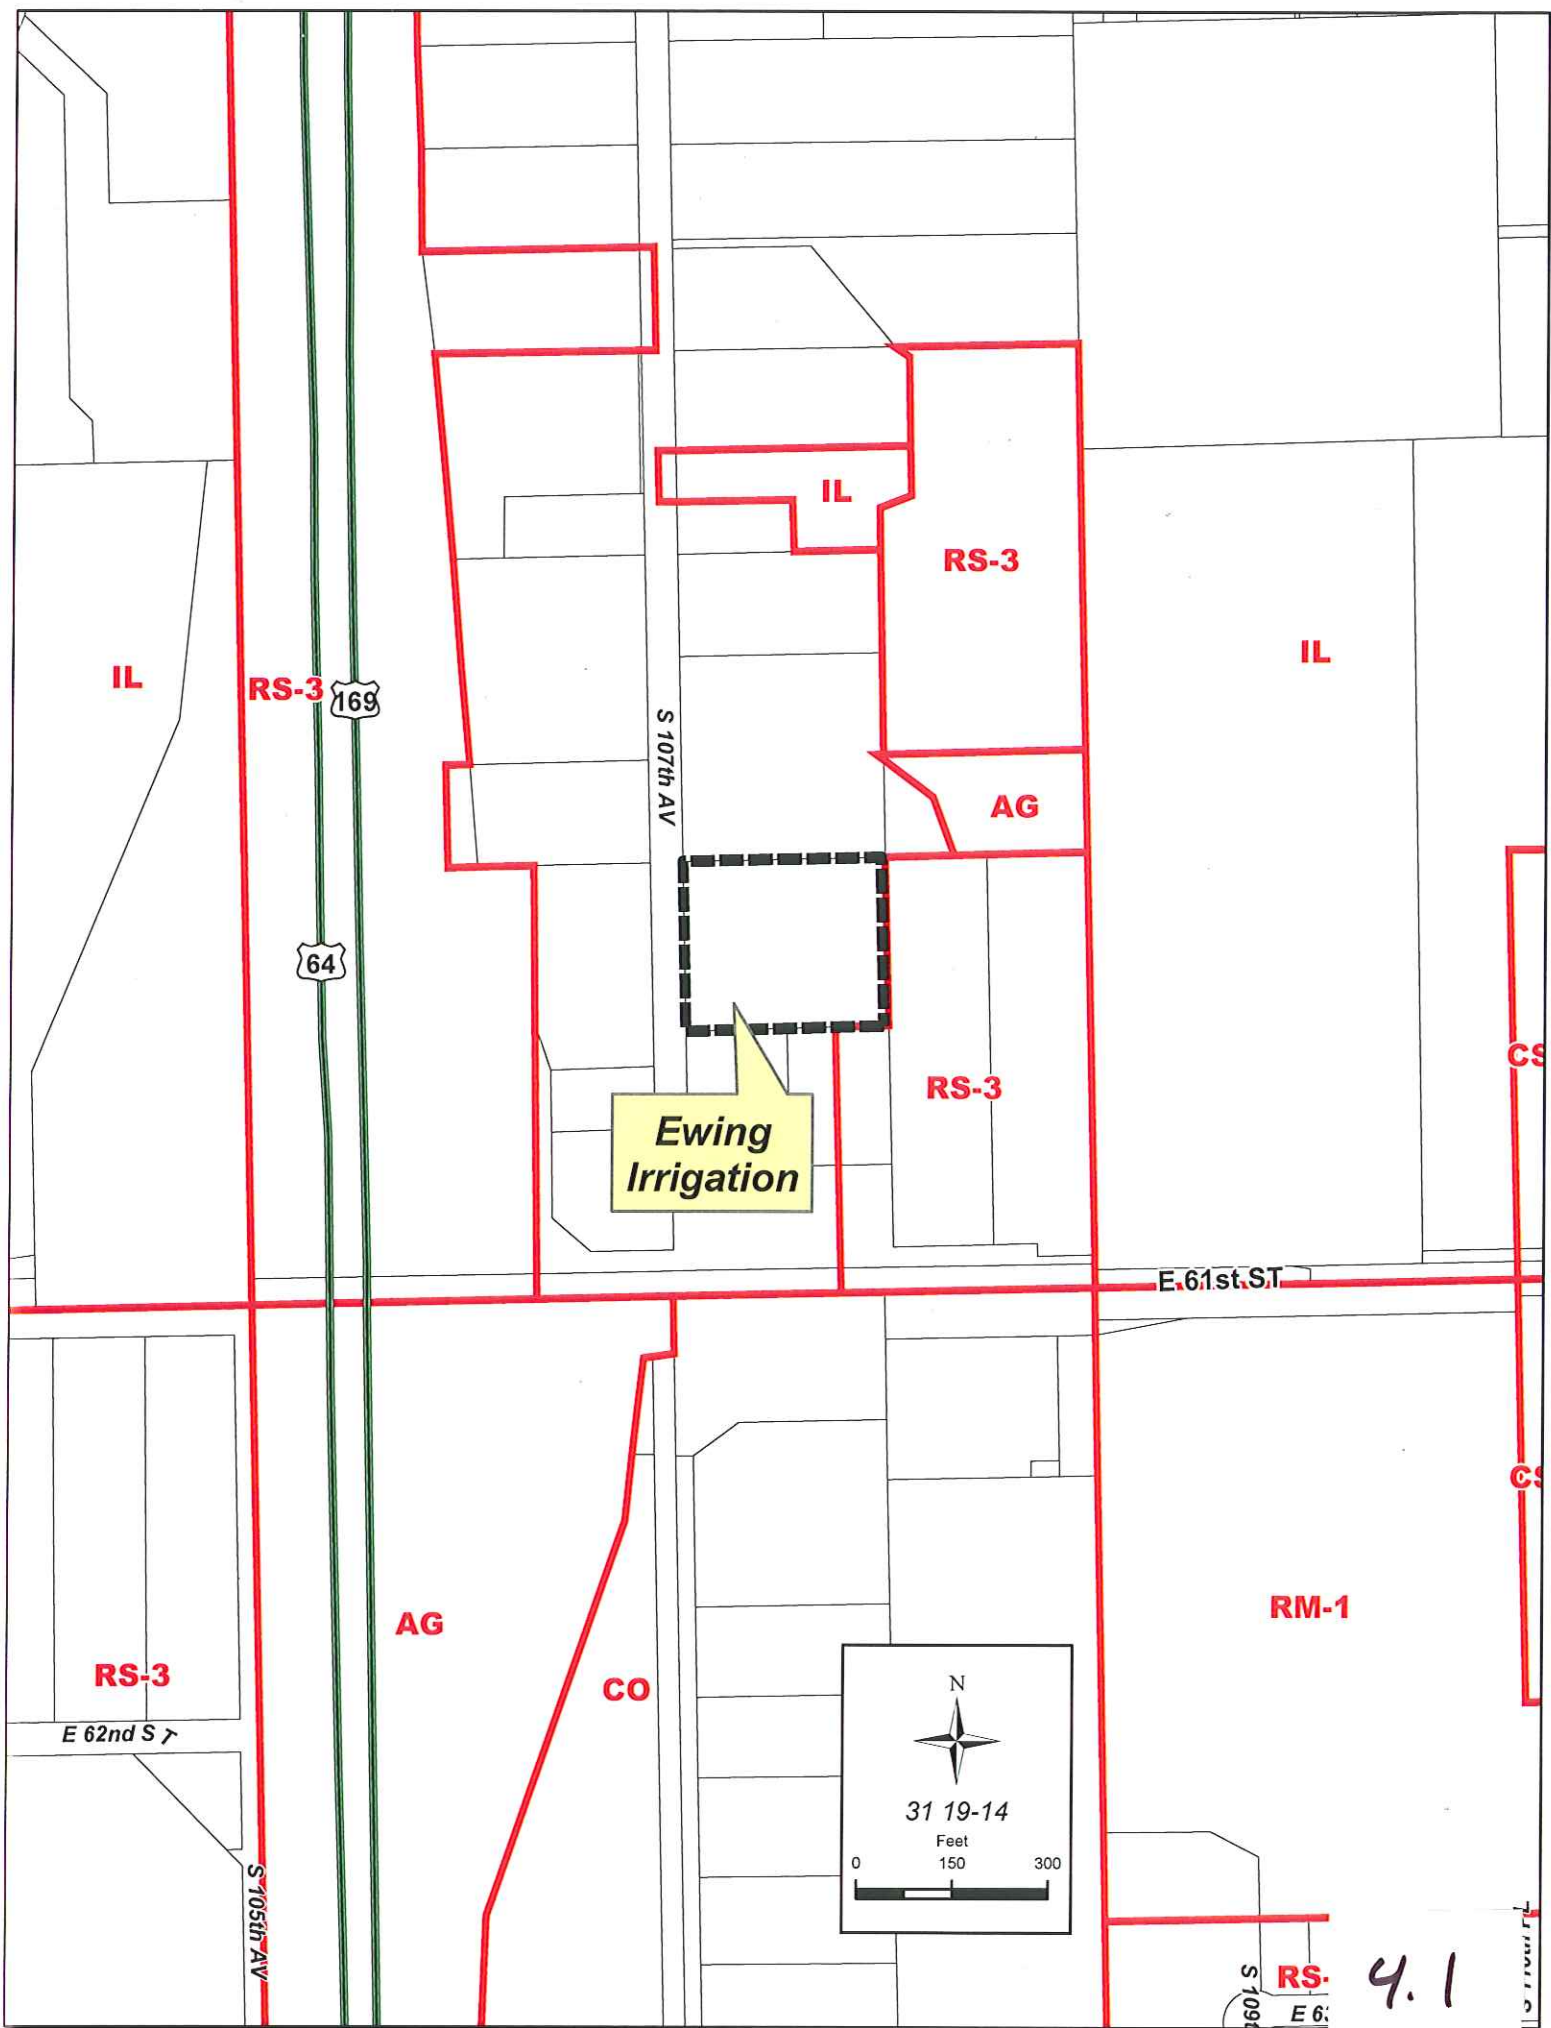 IL
RS-3
IL
RS-3
169
IL
S 107th AV
AG
64
CS
RS-3
Ewing
Irrigation
E 61st ST
CS
RM-1
AG
RS-3
CO
E 62nd ST
N
31 19-14
Feet
0 150 300
S 105th AV
RS-
4.1
S 109t
E 63